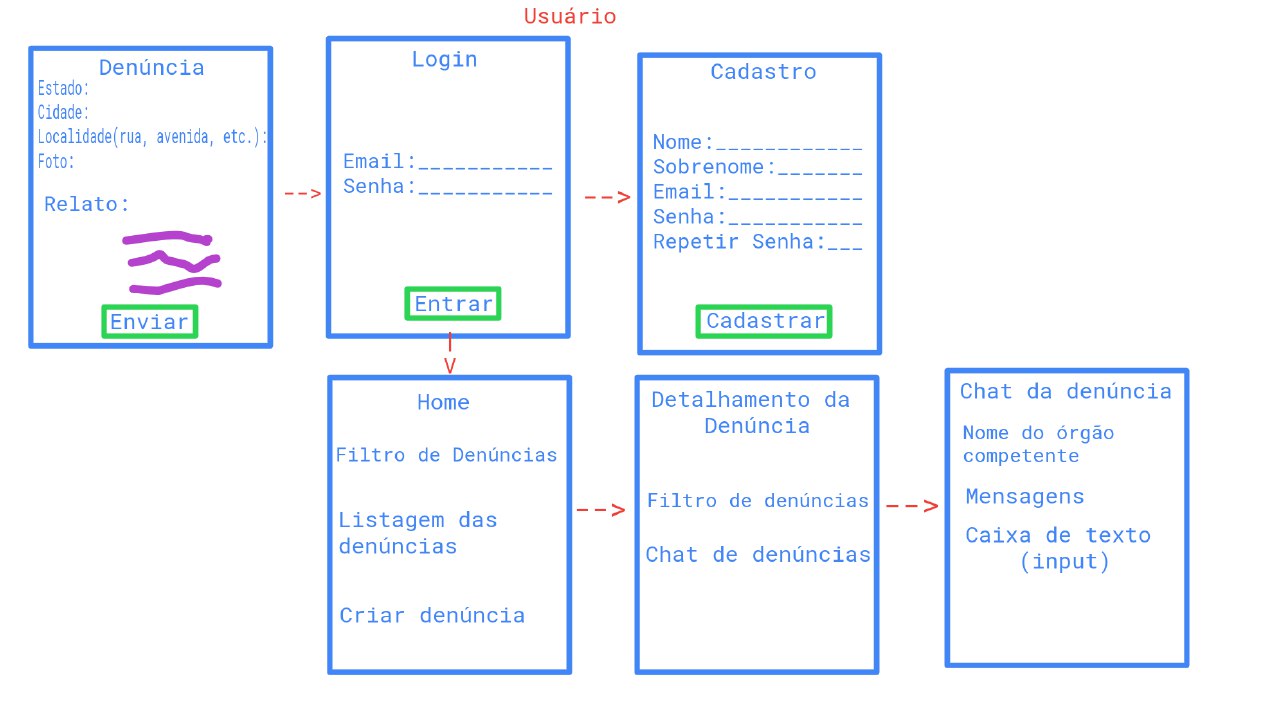 Usuário
Denúncia
Estado:
Cidade:
Localidade(rua, avenida, etc.):
Foto:
Relato:
Enviar
-->
Login
Email:___________
Senha:___________
Entrar
-->
Cadastro
Nome:____________
Sobrenome:_______
Email:___________
Senha:___________
Repetir Senha:___
Cadastrar
|
V
Home
Filtro de Denúncias
Listagem das
denúncias
Criar denúncia
-->
Detalhamento da
Denúncia
Filtro de denúncias
Chat de denúncias
-->
Chat da denúncia
Nome do órgão
competente
Mensagens
Caixa de texto
(input)